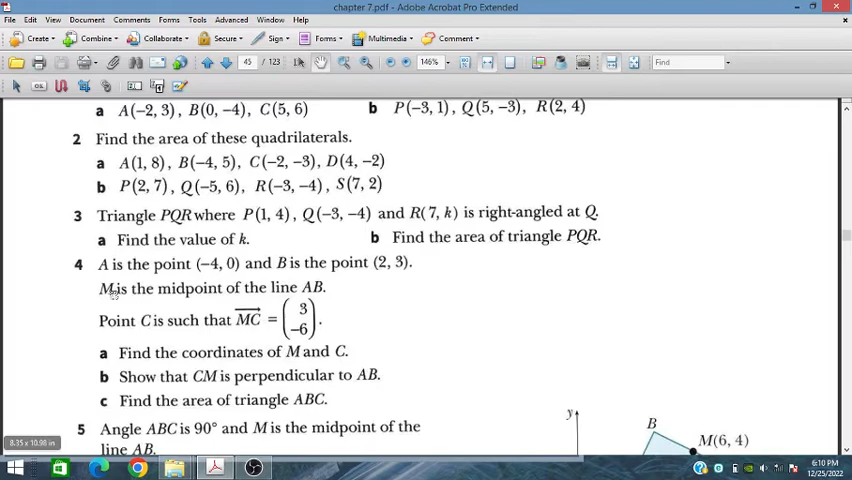 chapter 7.pdf - Adobe Acrobat Pro Extended
File Edit View Document Comments Forms Tools Advanced Window Help
Create Combine Collaborate Secure Sign Forms Multimedia Comment
45 / 123 146% Find
a A(−2, 3), B(0, −4), C(5, 6) b P(−3, 1), Q(5, −3), R(2, 4)
2 Find the area of these quadrilaterals.
a A(1, 8), B(−4, 5), C(−2, −3), D(4, −2)
b P(2, 7), Q(−5, 6), R(−3, −4), S(7, 2)
3 Triangle PQR where P(1, 4), Q(−3, −4) and R(7, k) is right-angled at Q.
a Find the value of k. b Find the area of triangle PQR.
4 A is the point (−4, 0) and B is the point (2, 3).
M is the midpoint of the line AB.
Point C is such that MC = (3 −6).
a Find the coordinates of M and C.
b Show that CM is perpendicular to AB.
c Find the area of triangle ABC.
5 Angle ABC is 90° and M is the midpoint of the
line AB.
y
B
M(6, 4)
8.35 x 10.98 in
6:10 PM
12/25/2022